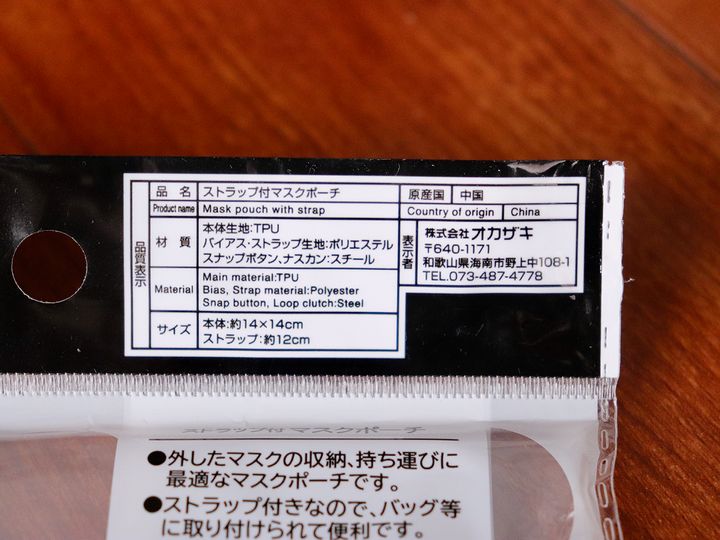 品質表示
品名 ストラップ付マスクポーチ
Product name Mask pouch with strap
材質 本体生地:TPU
バイアス・ストラップ生地:ポリエステル
スナップボタン、ナスカン:スチール
Material Main material:TPU
Bias, Strap material:Polyester
Snap button, Loop clutch:Steel
サイズ 本体:約14×14cm
ストラップ:約12cm
原産国 中国
Country of origin China
表示者 株式会社オカザキ
〒640-1171
和歌山県海南市野上中108-1
TEL.073-487-4778
ストラップ付マスクポーチ
●外したマスクの収納、持ち運びに
最適なマスクポーチです。
●ストラップ付きなので、バッグ等
に取り付けられて便利です。